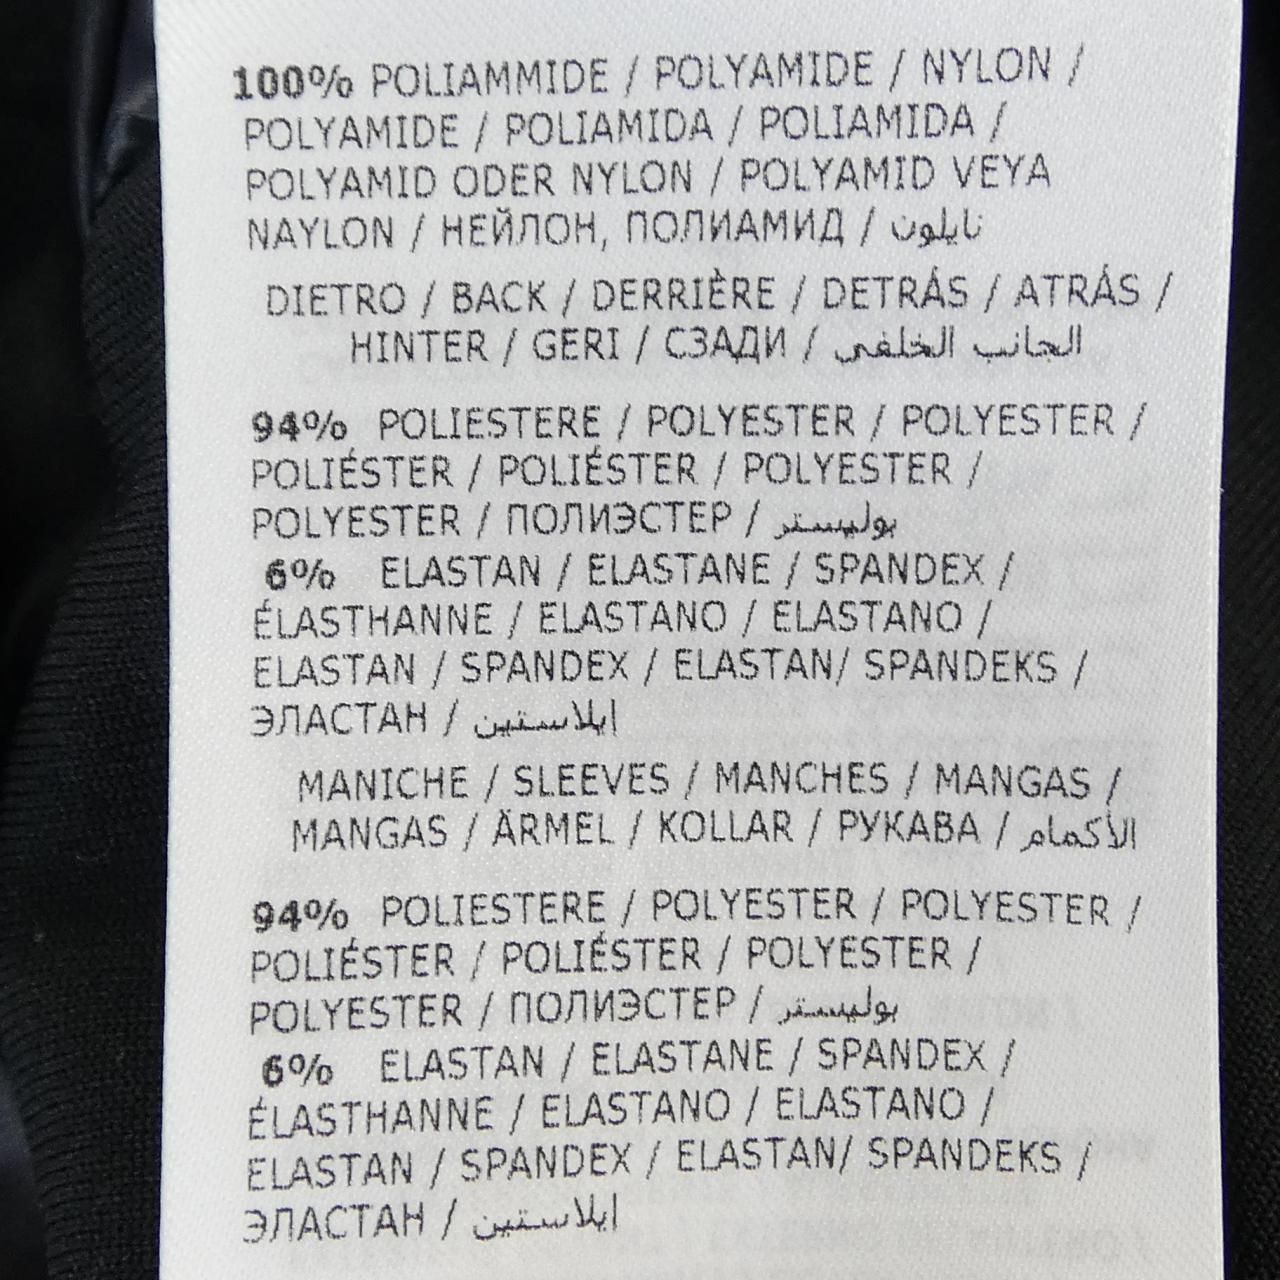 100% POLIAMMIDE / POLYAMIDE / NYLON /
POLYAMIDE / POLIAMIDA / POLIAMIDA /
POLYAMID ODER NYLON / POLYAMID VEYA
NAYLON / НЕЙЛОН, ПОЛИАМИД / نايلون
DIETRO / BACK / DERRIÈRE / DETRÁS / ATRÁS /
HINTER / GERI / СЗАДИ / الجانب الخلفي
94% POLIESTERE / POLYESTER / POLYESTER /
POLIÉSTER / POLIÉSTER / POLYESTER /
POLYESTER / ПОЛИЭСТЕР / بوليستر
6% ELASTAN / ELASTANE / SPANDEX /
ÉLASTHANNE / ELASTANO / ELASTANO /
ELASTAN / SPANDEX / ELASTAN/ SPANDEKS /
ЭЛАСТАН / ايلاستين
MANICHE / SLEEVES / MANCHES / MANGAS /
MANGAS / ÄRMEL / KOLLAR / РУКАВА / الأكمام
94% POLIESTERE / POLYESTER / POLYESTER /
POLIÉSTER / POLIÉSTER / POLYESTER /
POLYESTER / ПОЛИЭСТЕР / بوليستر
6% ELASTAN / ELASTANE / SPANDEX /
ÉLASTHANNE / ELASTANO / ELASTANO /
ELASTAN / SPANDEX / ELASTAN/ SPANDEKS /
ЭЛАСТАН / ايلاستين